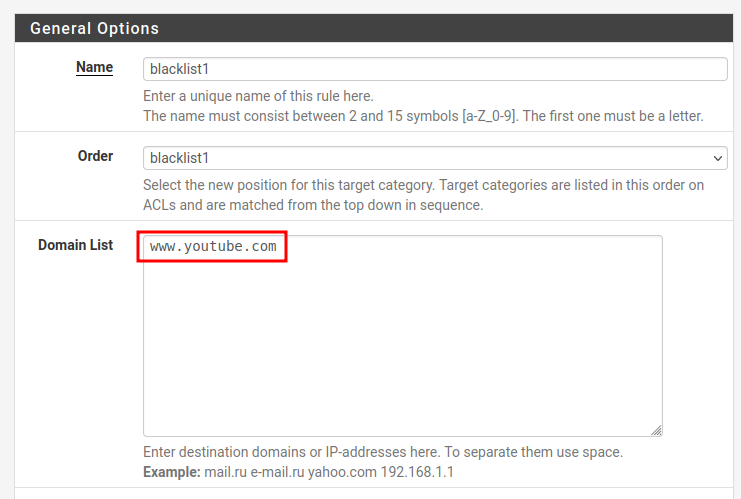 General Options
Name
blacklist1
Enter a unique name of this rule here.
The name must consist between 2 and 15 symbols [a-Z_0-9]. The first one must be a letter.
Order
blacklist1
Select the new position for this target category. Target categories are listed in this order on
ACLs and are matched from the top down in sequence.
Domain List
www.youtube.com
Enter destination domains or IP-addresses here. To separate them use space.
Example: mail.ru e-mail.ru yahoo.com 192.168.1.1